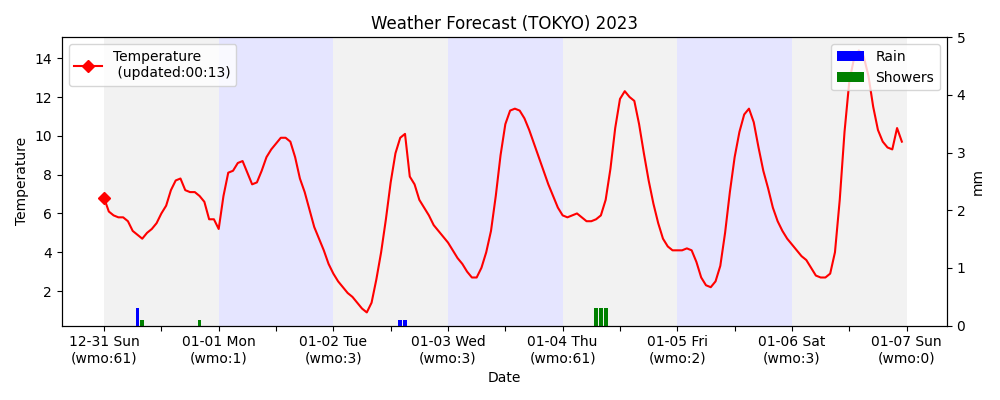 Weather Forecast (TOKYO) 2023
Temperature
(updated:00:13)
Rain
Showers
Temperature
14
12
10
8
6
4
2
mm
5
4
3
2
1
0
12-31 Sun
(wmo:61)
01-01 Mon
(wmo:1)
01-02 Tue
(wmo:3)
01-03 Wed
(wmo:3)
01-04 Thu
(wmo:61)
01-05 Fri
(wmo:2)
01-06 Sat
(wmo:3)
01-07 Sun
(wmo:0)
Date